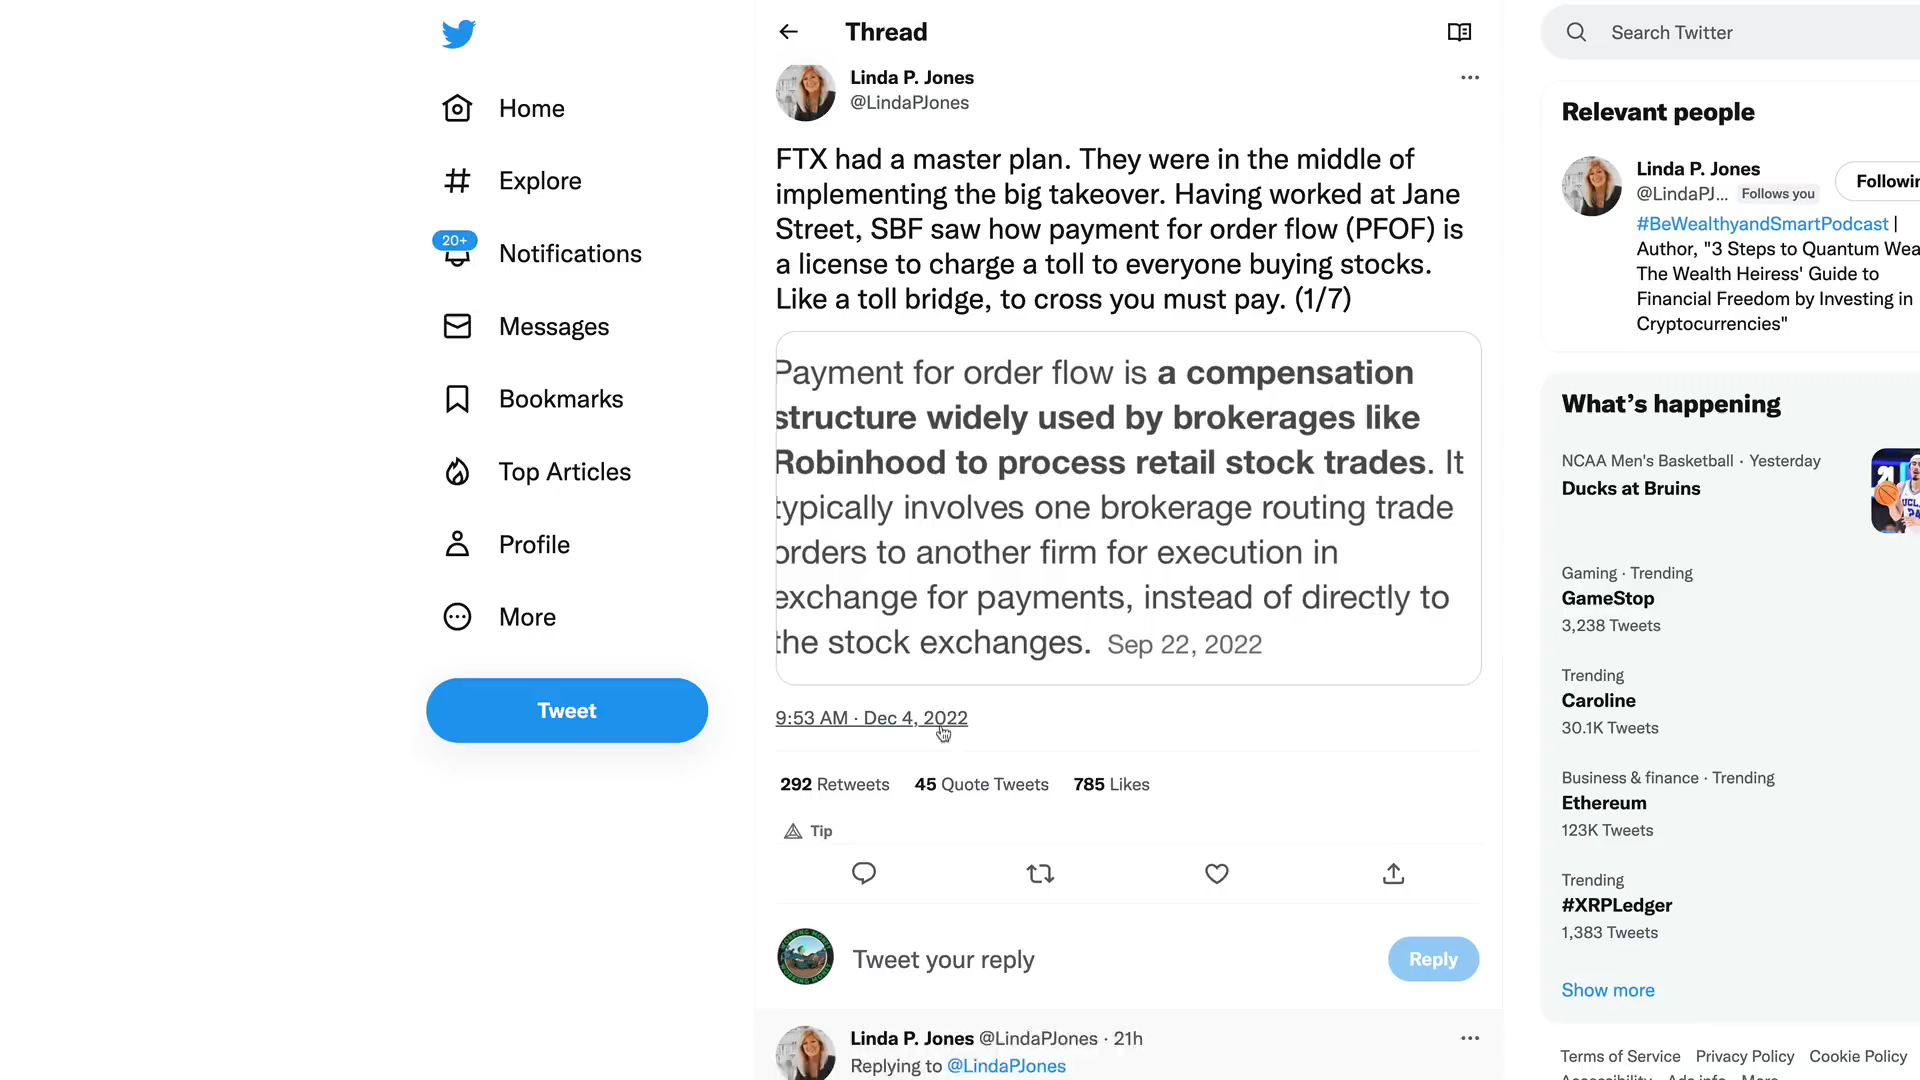 Thread
Search Twitter
Home
Explore
20+
Notifications
Messages
Bookmarks
Top Articles
Profile
More
Tweet
Linda P. Jones
@LindaPJones
FTX had a master plan. They were in the middle of
implementing the big takeover. Having worked at Jane
Street, SBF saw how payment for order flow (PFOF) is
a license to charge a toll to everyone buying stocks.
Like a toll bridge, to cross you must pay. (1/7)
Payment for order flow is a compensation
structure widely used by brokerages like
Robinhood to process retail stock trades. It
typically involves one brokerage routing trade
orders to another firm for execution in
exchange for payments, instead of directly to
the stock exchanges. Sep 22, 2022
9:53 AM · Dec 4, 2022
292 Retweets 45 Quote Tweets 785 Likes
Tip
Tweet your reply
Reply
Linda P. Jones @LindaPJones · 21h
Replying to @LindaPJones
Relevant people
Linda P. Jones
@LindaPJ... Follows you
Followin
#BeWealthyandSmartPodcast |
Author, "3 Steps to Quantum Wea
The Wealth Heiress' Guide to
Financial Freedom by Investing in
Cryptocurrencies"
What's happening
NCAA Men's Basketball · Yesterday
Ducks at Bruins
Gaming · Trending
GameStop
3,238 Tweets
Trending
Caroline
30.1K Tweets
Business & finance · Trending
Ethereum
123K Tweets
Trending
#XRPLedger
1,383 Tweets
Show more
Terms of Service Privacy Policy Cookie Policy
Accessibility Ads info More